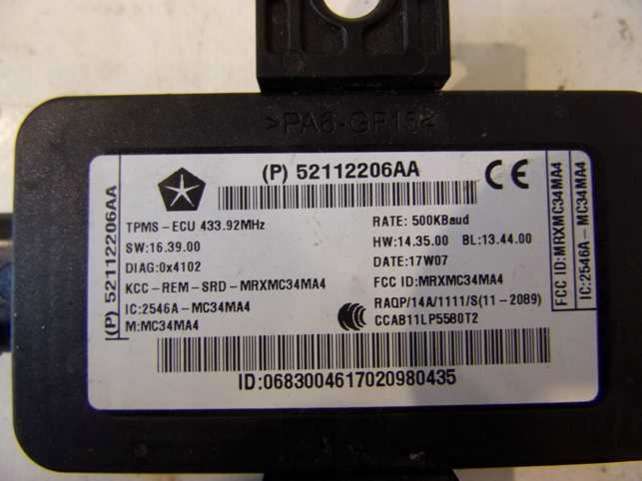 >PA6-GF15<
(P) 52112206AA
CE
TPMS-ECU 433.92MHz
RATE: 500KBaud
SW:16.39.00
HW:14.35.00 BL:13.44.00
DIAG:0x4102
DATE:17W07
KCC-REM-SRD-MRXMC34MA4
FCC ID:MRXMC34MA4
IC:2546A-MC34MA4
RAQP/14A/1111/S(11-2089)
M:MC34MA4
CCAB11LP5580T2
ID:0683004617020980435
(P) 52112206AA
FCC ID:MRXMC34MA4
IC:2546A-MC34MA4